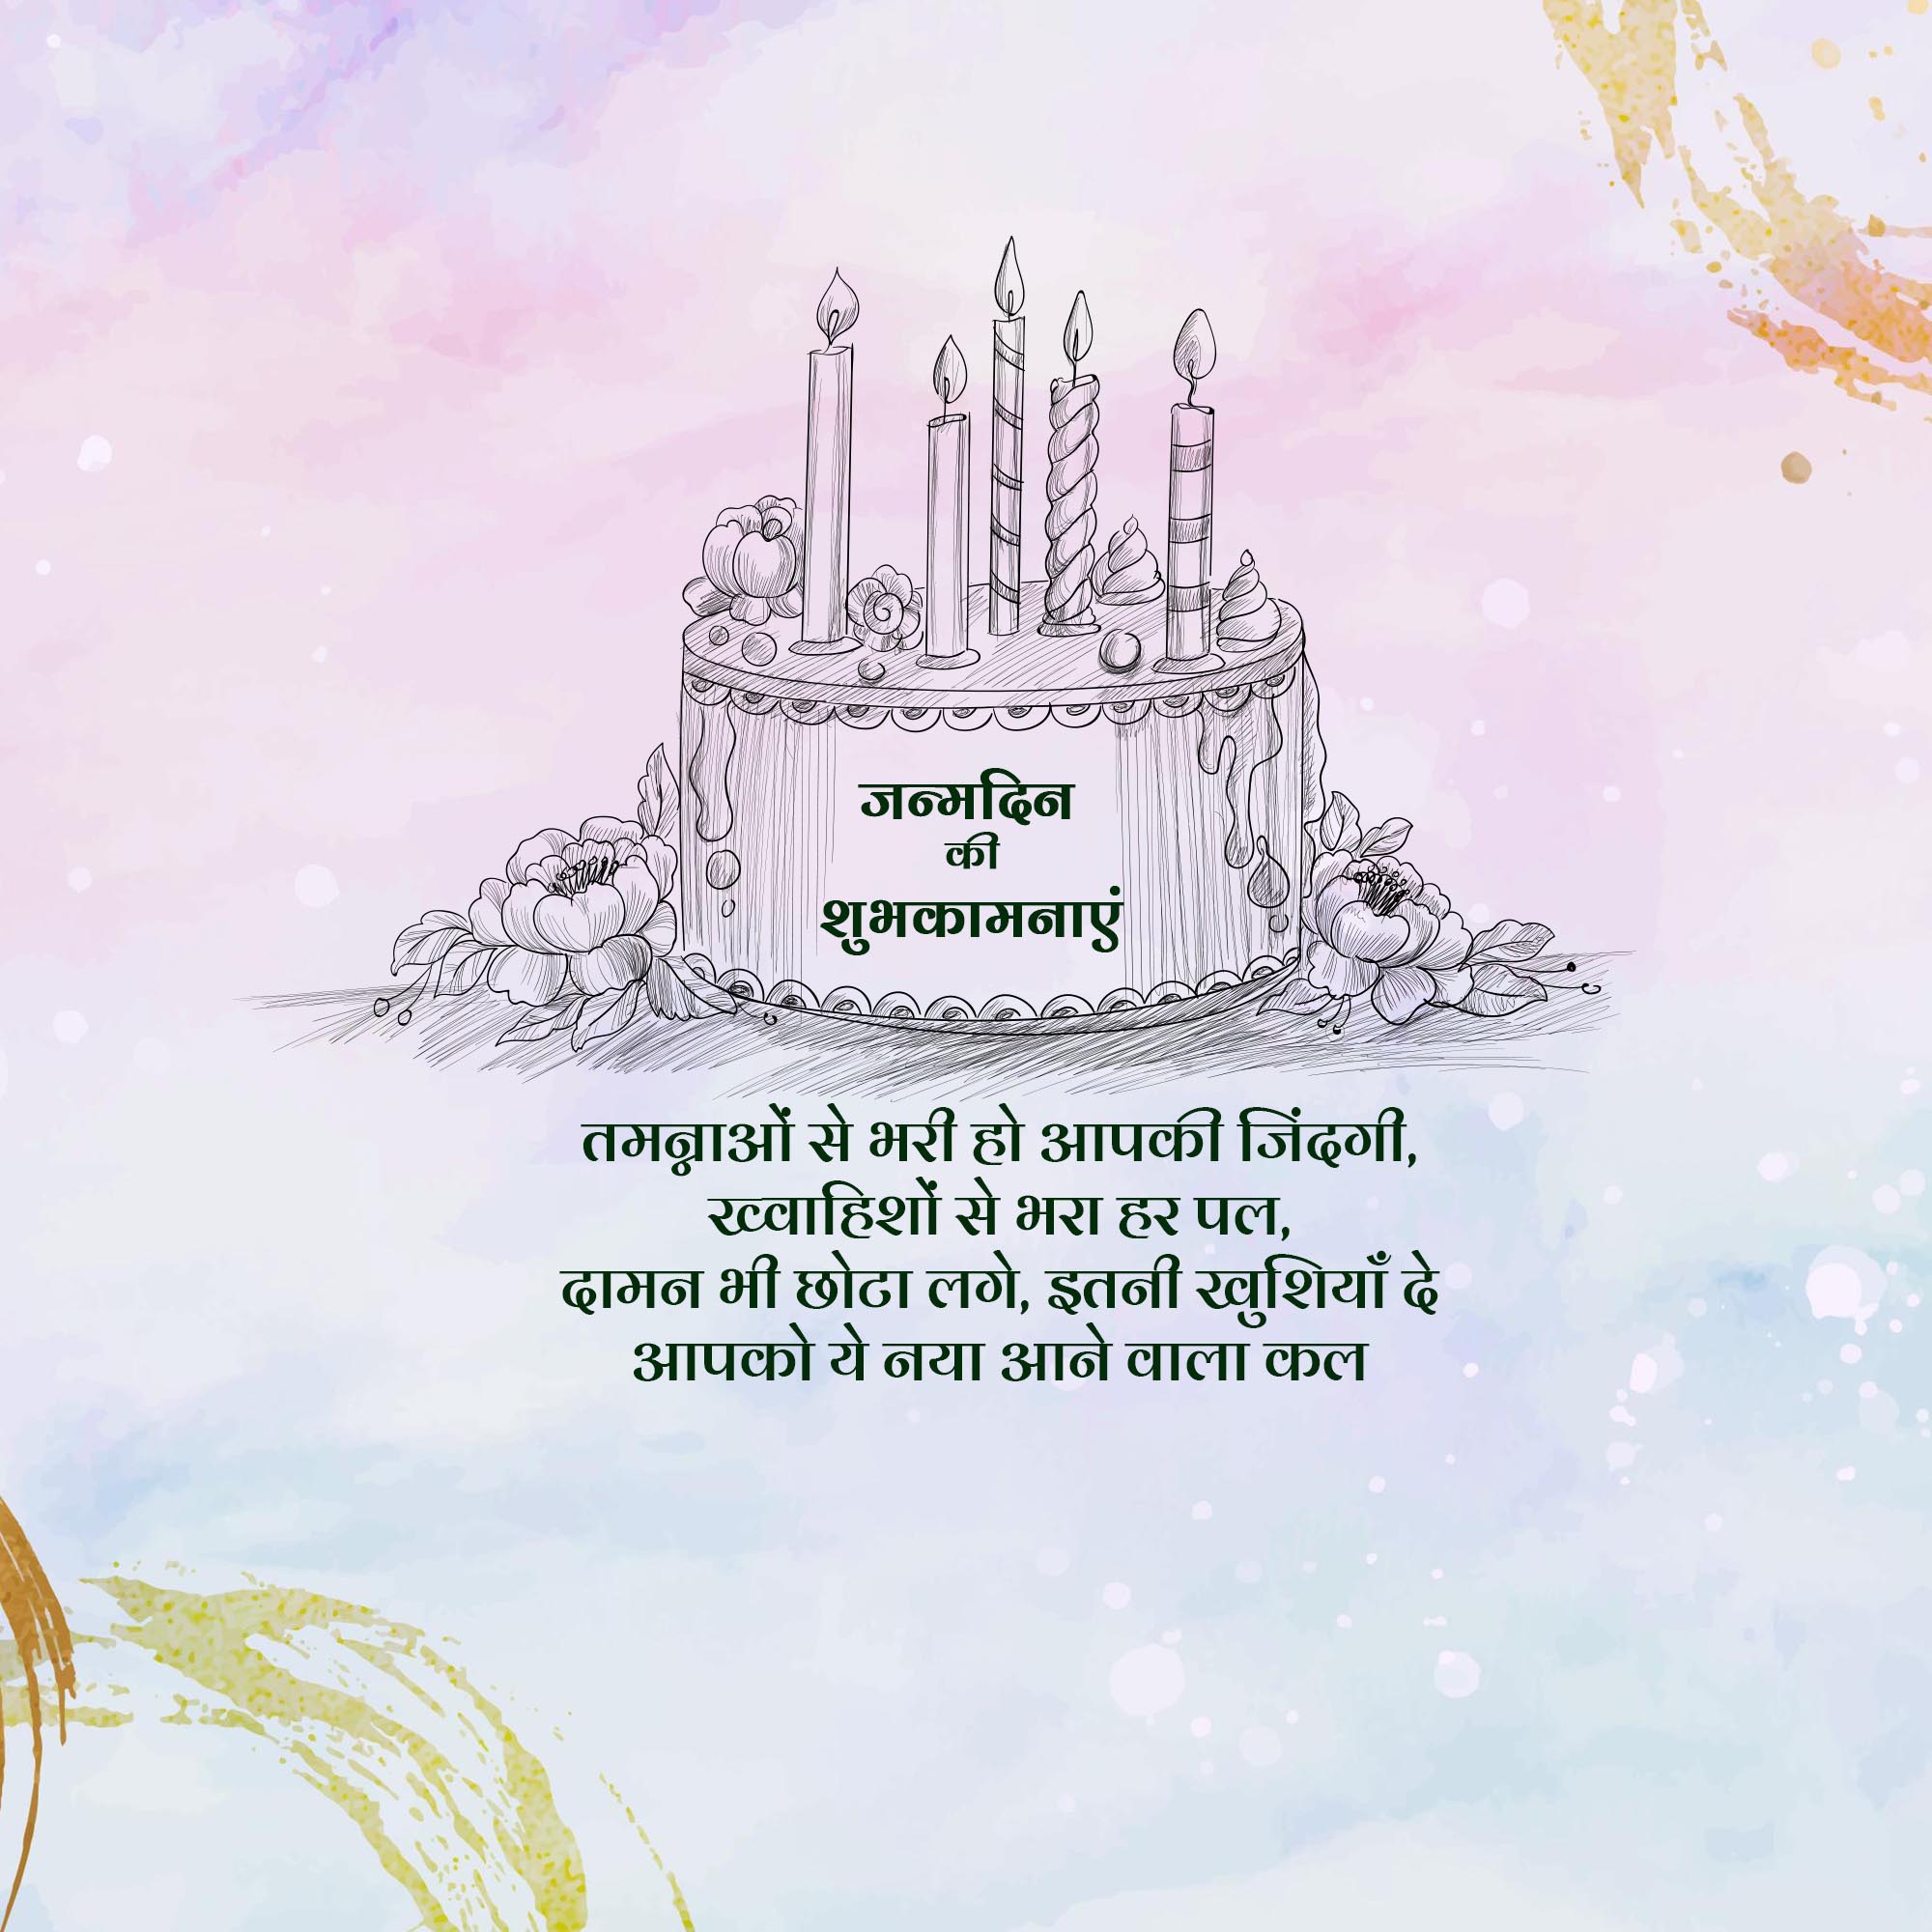 जन्मदिन
की
शुभकामनाएं
तमन्नाओं से भरी हो आपकी जिंदगी,
ख्वाहिशों से भरा हर पल,
दामन भी छोटा लगे, इतनी खुशियाँ दे
आपको ये नया आने वाला कल